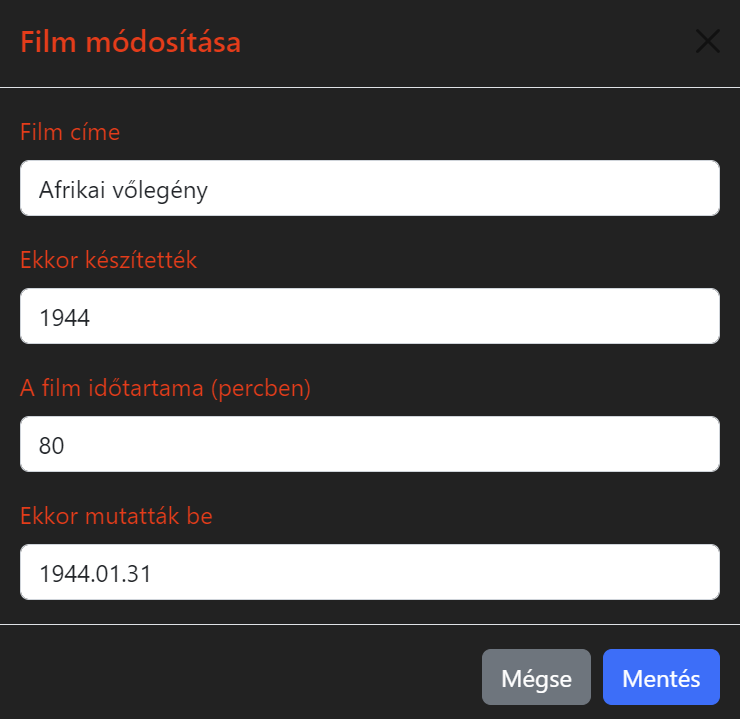 Film módosítása
Film címe
Afrikai vőlegény
Ekkor készítették
1944
A film időtartama (percben)
80
Ekkor mutatták be
1944.01.31
Mégse Mentés